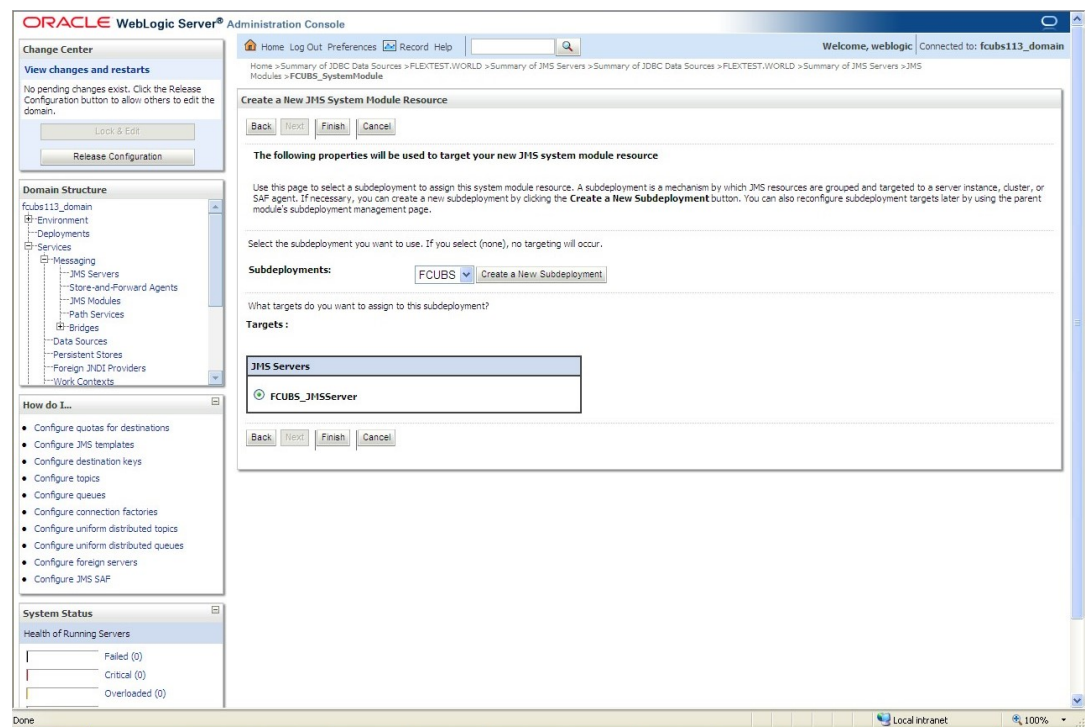 ORACLE WebLogic Server® Administration Console
Change Center
View changes and restarts
No pending changes exist. Click the Release
Configuration button to allow others to edit the
domain.
Lock & Edit
Release Configuration
Domain Structure
fcubs113_domain
Environment
Deployments
Services
Messaging
JMS Servers
Store-and-Forward Agents
JMS Modules
Path Services
Bridges
Data Sources
Persistent Stores
Foreign JNDI Providers
Work Contexts
How do I...
Configure quotas for destinations
Configure JMS templates
Configure destination keys
Configure topics
Configure queues
Configure connection factories
Configure uniform distributed topics
Configure uniform distributed queues
Configure foreign servers
Configure JMS SAF
System Status
Health of Running Servers
Failed (0)
Critical (0)
Overloaded (0)
Home Log Out Preferences Record Help
Welcome, weblogic Connected to: fcubs113_domain
Home >Summary of JDBC Data Sources >FLEXTEST.WORLD >Summary of JMS Servers >Summary of JDBC Data Sources >FLEXTEST.WORLD >Summary of JMS Servers >JMS
Modules >FCUBS_SystemModule
Create a New JMS System Module Resource
Back Next Finish Cancel
The following properties will be used to target your new JMS system module resource
Use this page to select a subdeployment to assign this system module resource. A subdeployment is a mechanism by which JMS resources are grouped and targeted to a server instance, cluster, or
SAF agent. If necessary, you can create a new subdeployment by clicking the Create a New Subdeployment button. You can also reconfigure subdeployment targets later by using the parent
module's subdeployment management page.
Select the subdeployment you want to use. If you select (none), no targeting will occur.
Subdeployments: FCUBS Create a New Subdeployment
What targets do you want to assign to this subdeployment?
Targets :
JMS Servers
FCUBS_JMSServer
Back Next Finish Cancel
Done
Local intranet
100%